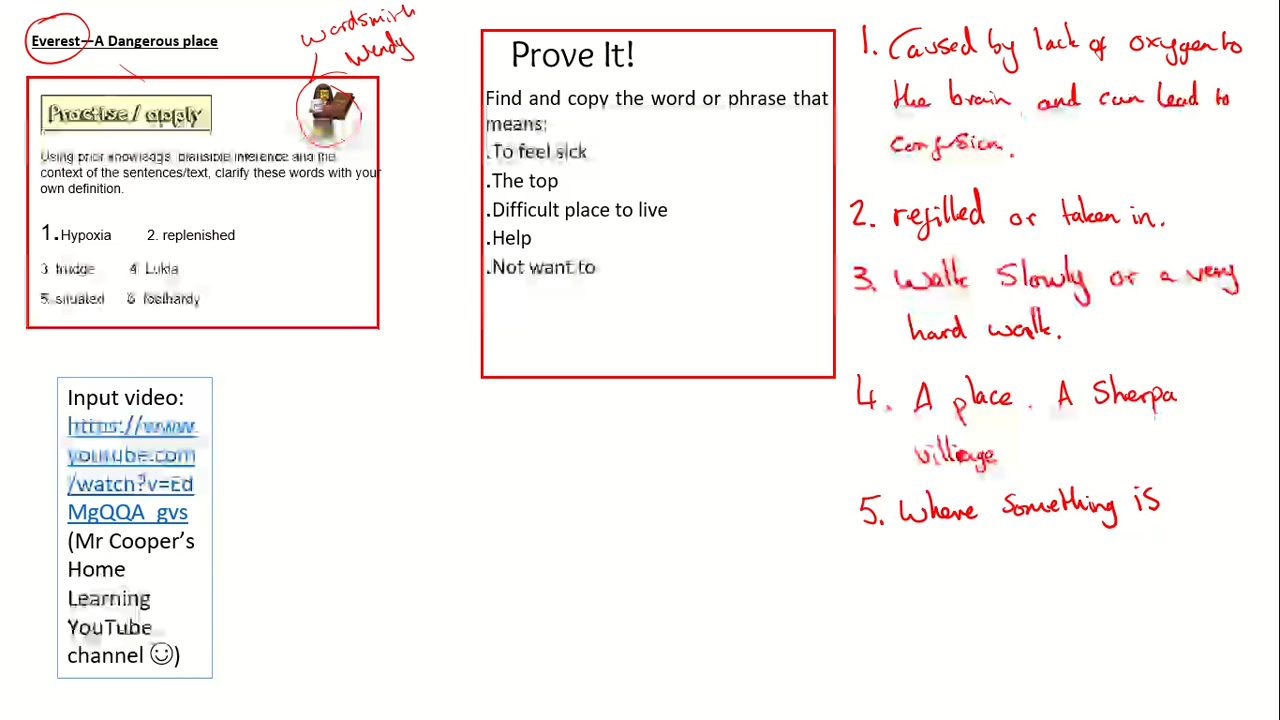 Everest—A Dangerous place
wordsmith
Wendy
Practise / apply
Using prior knowledge, plausible inference and the
context of the sentences/text, clarify these words with your
own definition.
1. Hypoxia 2. replenished
3 trudge 4 Lukla
5. situated 6 foolhardy
Input video:
https://www.
youtube.com
/watch?v=Ed
MgQQA_gvs
(Mr Cooper's
Home
Learning
YouTube
channel ☺)
Prove It!
Find and copy the word or phrase that
means:
.To feel sick
.The top
.Difficult place to live
.Help
.Not want to
1. Caused by lack of oxygen to
the brain and can lead to
confusion.
2. refilled or taken in.
3. Walk Slowly or a very
hard walk.
4. A place. A Sherpa
village
5. Where something is